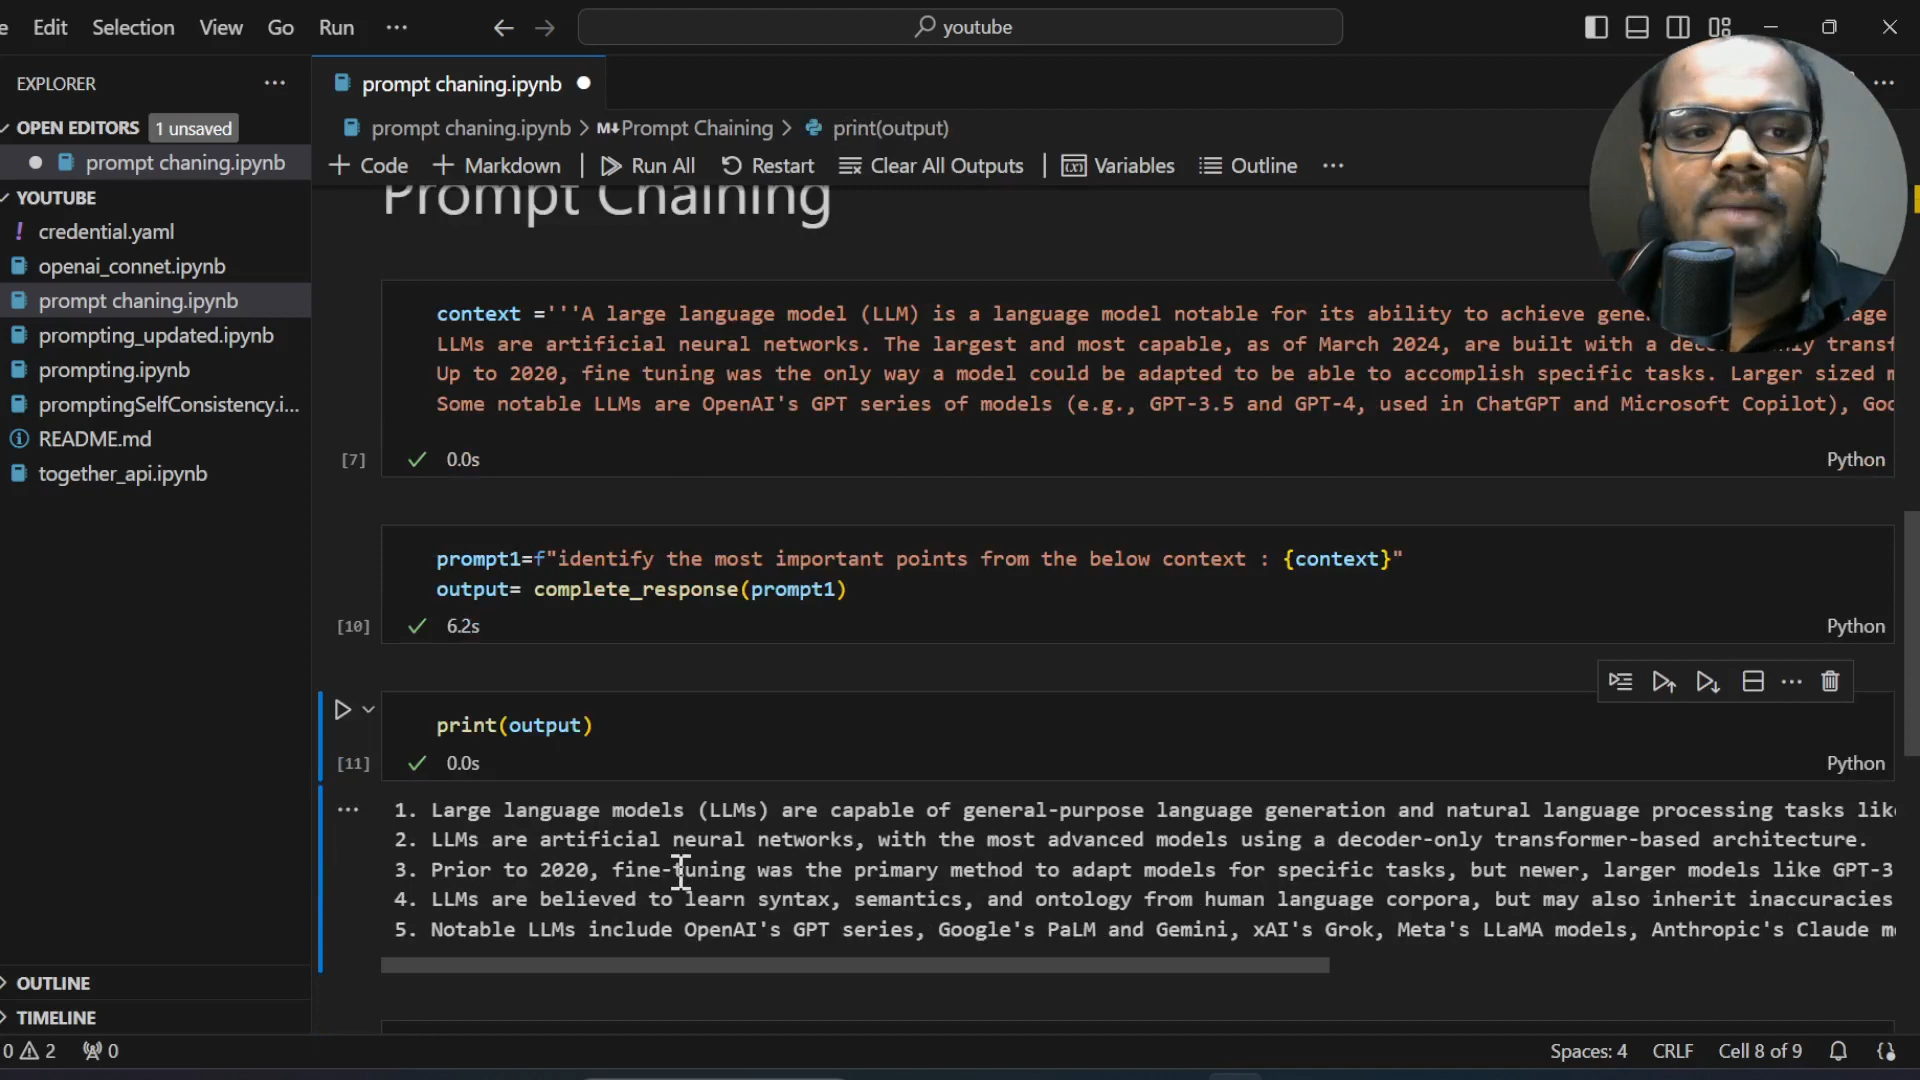 Edit Selection View Go Run ... youtube
EXPLORER ...
prompt chaning.ipynb
OPEN EDITORS 1 unsaved
prompt chaning.ipynb > Prompt Chaining > print(output)
prompt chaning.ipynb
+ Code + Markdown Run All Restart Clear All Outputs Variables Outline ...
YOUTUBE
credential.yaml
openai_connet.ipynb
prompt chaning.ipynb
prompting_updated.ipynb
prompting.ipynb
promptingSelfConsistency.i...
README.md
together_api.ipynb
Prompt Chaining
context ='''A large language model (LLM) is a language model notable for its ability to achieve
LLMs are artificial neural networks. The largest and most capable, as of March 2024, are built with a
Up to 2020, fine tuning was the only way a model could be adapted to be able to accomplish specific tasks. Larger sized
Some notable LLMs are OpenAI's GPT series of models (e.g., GPT-3.5 and GPT-4, used in ChatGPT and Microsoft Copilot),
[7] 0.0s Python
prompt1=f"identify the most important points from the below context : {context}"
output= complete_response(prompt1)
[10] 6.2s Python
print(output)
[11] 0.0s Python
1. Large language models (LLMs) are capable of general-purpose language generation and natural language processing tasks
2. LLMs are artificial neural networks, with the most advanced models using a decoder-only transformer-based architecture.
3. Prior to 2020, fine-tuning was the primary method to adapt models for specific tasks, but newer, larger models like GPT-3
4. LLMs are believed to learn syntax, semantics, and ontology from human language corpora, but may also inherit inaccuracies
5. Notable LLMs include OpenAI's GPT series, Google's PaLM and Gemini, xAI's Grok, Meta's LLaMA models, Anthropic's Claude
OUTLINE
TIMELINE
0 2 0 Spaces: 4 CRLF Cell 8 of 9